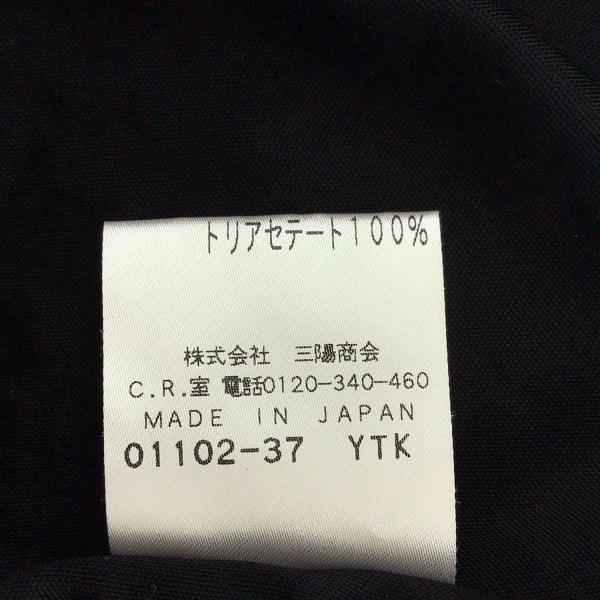 トリアセテート100%
株式会社 三陽商会
C.R.室 電話0120-340-460
MADE IN JAPAN
01102-37 YTK